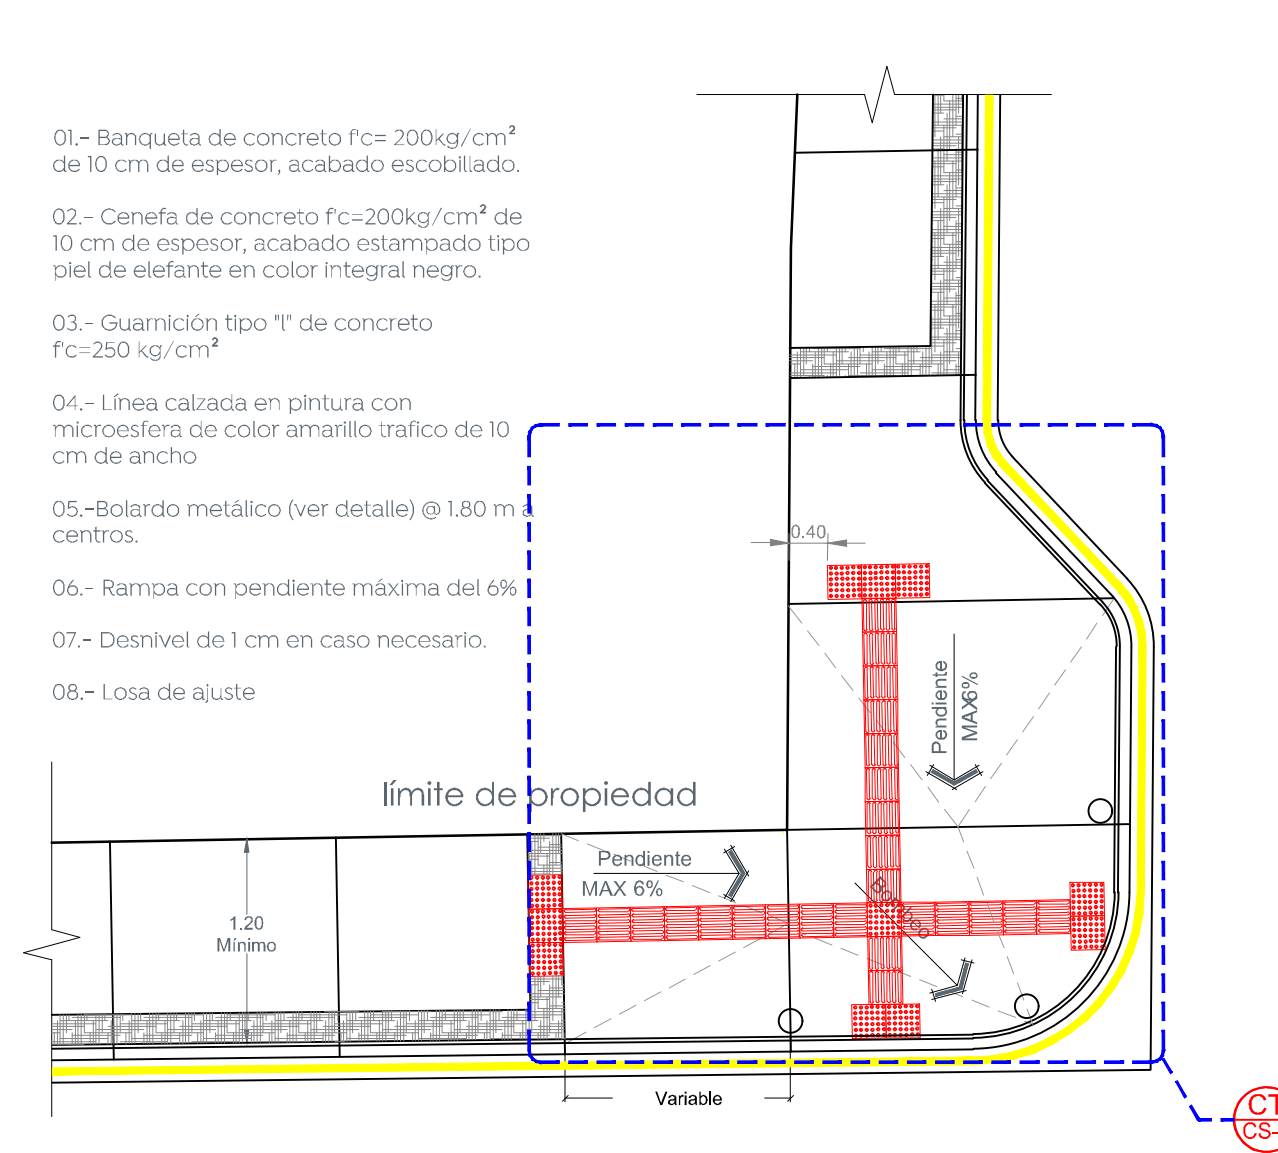 01.- Banqueta de concreto f'c= 200kg/cm²
de 10 cm de espesor, acabado escobillado.
02.- Cenefa de concreto f'c=200kg/cm² de
10 cm de espesor, acabado estampado tipo
piel de elefante en color integral negro.
03.- Guarnición tipo "l" de concreto
f'c=250 kg/cm²
04.- Línea calzada en pintura con
microesfera de color amarillo trafico de 10
cm de ancho
05.-Bolardo metálico (ver detalle) @ 1.80 m a
centros.
06.- Rampa con pendiente máxima del 6%
07.- Desnivel de 1 cm en caso necesario.
08.- Losa de ajuste
0.40
Pendiente
MAX6%
límite de propiedad
Pendiente
MAX 6%
1.20
Mínimo
Bombeo
Variable
CT
CS-